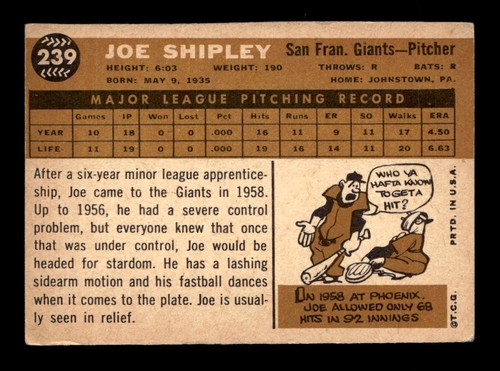 239
JOE SHIPLEY San Fran. Giants—Pitcher
HEIGHT: 6:03 WEIGHT: 190 THROWS: R BATS: R
BORN: MAY 9, 1935 HOME: JOHNSTOWN, PA.
MAJOR LEAGUE PITCHING RECORD
Games IP Won Lost Pct Hits Runs ER SO Walks ERA
YEAR 10 18 0 0 .000 16 11 9 11 17 4.50
LIFE- 11 19 0 0 .000 19 16 14 11 20 6.63
After a six-year minor league apprentice-
ship, Joe came to the Giants in 1958.
Up to 1956, he had a severe control
problem, but everyone knew that once
that was under control, Joe would be
headed for stardom. He has a lashing
sidearm motion and his fastball dances
when it comes to the plate. Joe is usual-
ly seen in relief.
WHO YA
HAFTA KNOW
TO GET A
HIT?
IN 1958 AT PHOENIX,
JOE ALLOWED ONLY 68
HITS IN 92 INNINGS
©T.C.G. PRTD. IN U.S.A.